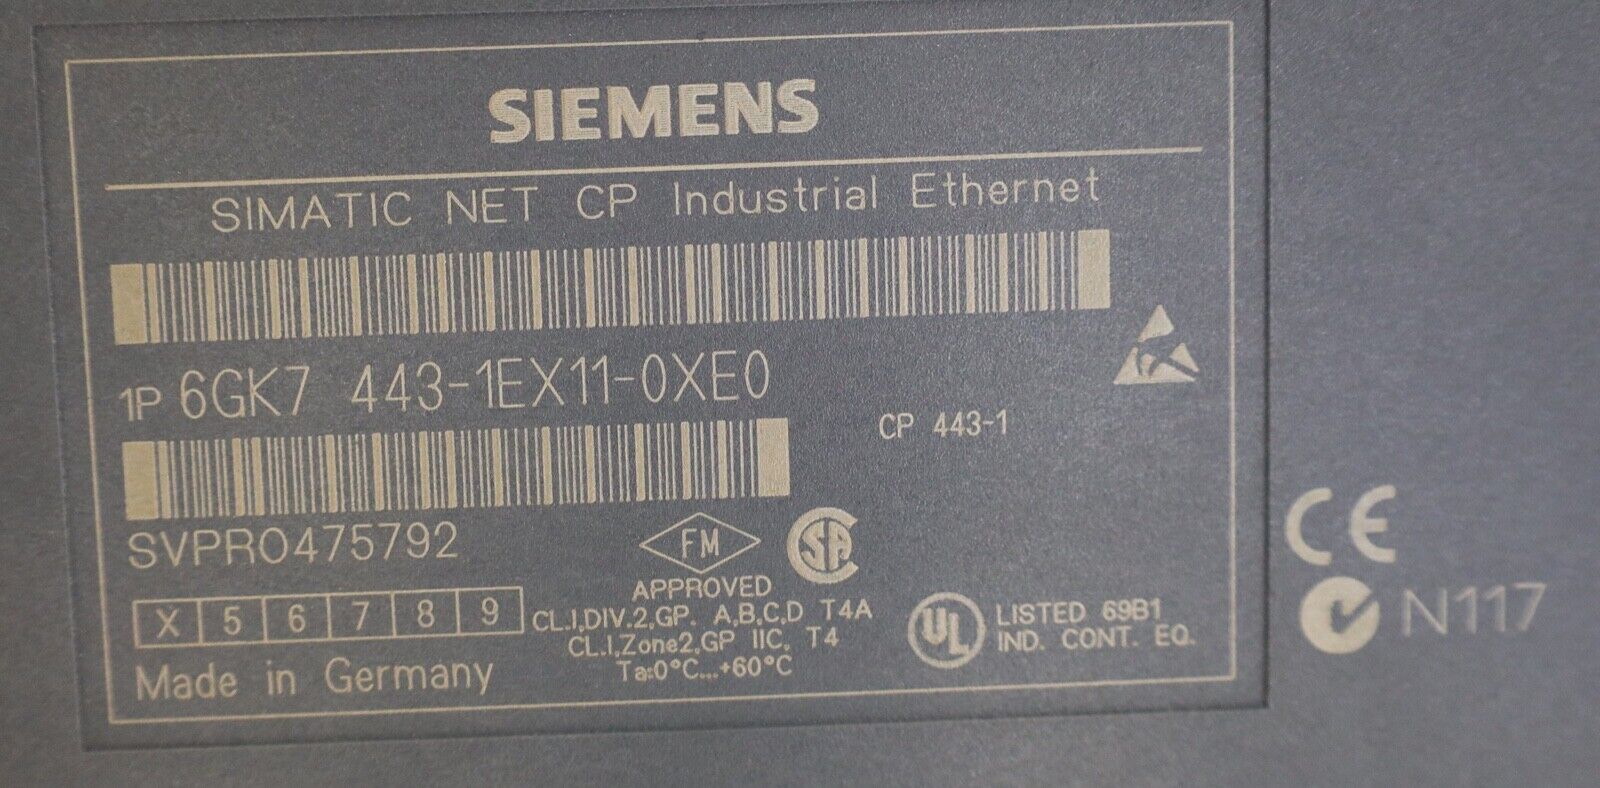 SIEMENS
SIMATIC NET CP Industrial Ethernet
1P 6GK7 443-1EX11-0XE0
CP 443-1
SVPR0475792
FM
APPROVED
SA
X 5 6 7 8 9
CL.I,DIV.2,GP. A,B,C,D T4A
CL.I,Zone2,GP IIC, T4
Ta:0°C...+60°C
UL
LISTED 69B1
IND. CONT. EQ.
Made in Germany
CE
N117